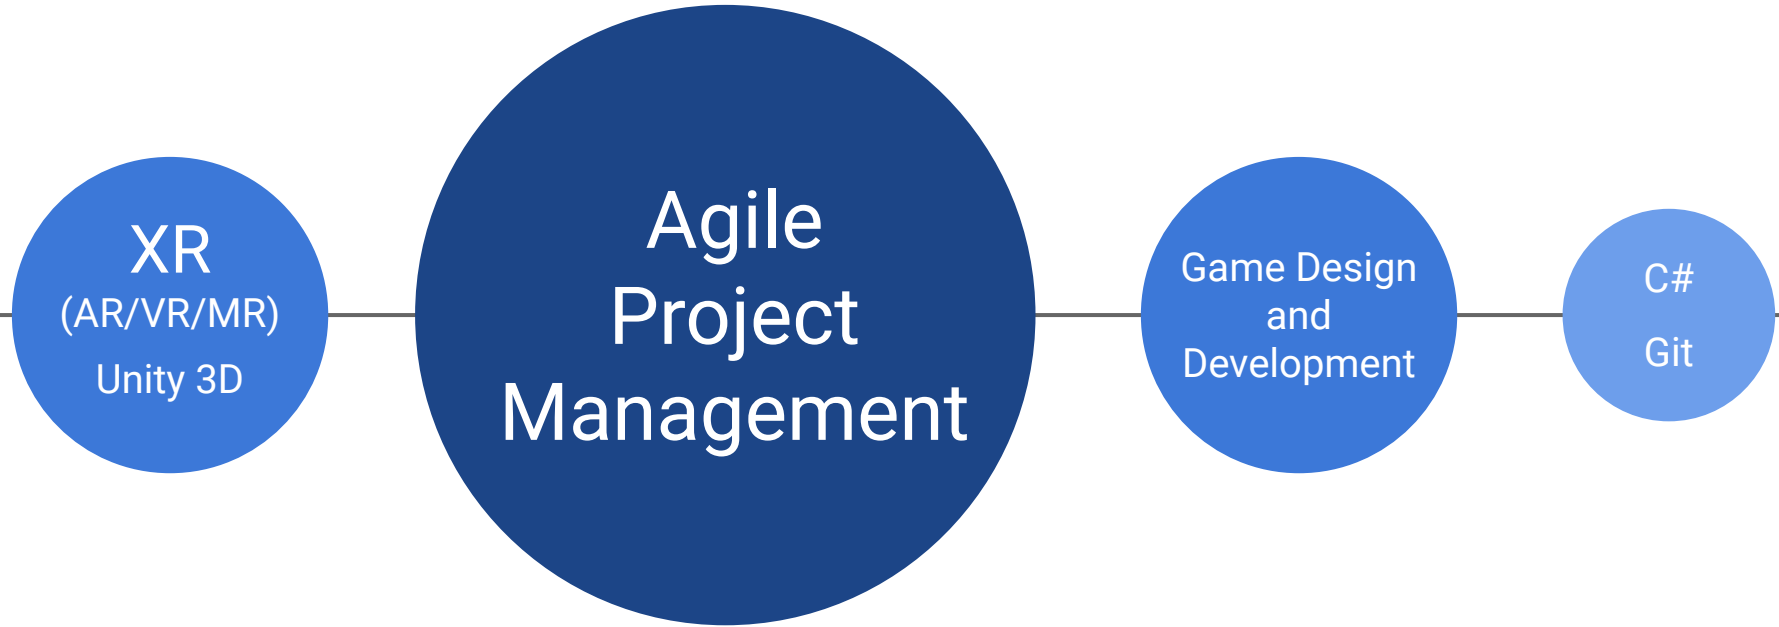 XR
(AR/VR/MR)
Unity 3D
Agile
Project
Management
Game Design
and
Development
C#
Git